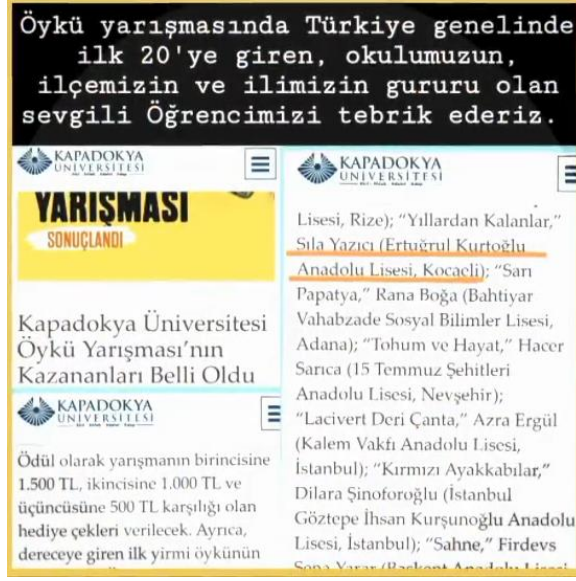 Öykü yarışmasında Türkiye genelinde
ilk 20'ye giren, okulumuzun,
ilçemizin ve ilimizin gururu olan
sevgili Öğrencimizi tebrik ederiz.
KAPADOKYA
ÜNİVERSİTESİ
YARIŞMASI
SONUÇLANDI
Kapadokya Üniversitesi
Öykü Yarışması'nın
Kazananları Belli Oldu
KAPADOKYA
ÜNİVERSİTESİ
Ödül olarak yarışmanın birincisine
1.500 TL, ikincisine 1.000 TL ve
üçüncüsüne 500 TL karşılığı olan
hediye çekleri verilecek. Ayrıca,
dereceye giren ilk yirmi öykünün
KAPADOKYA
ÜNİVERSİTESİ
Lisesi, Rize); "Yıllardan Kalanlar,"
Sıla Yazıcı (Ertuğrul Kurtoğlu
Anadolu Lisesi, Kocaeli); "Sarı
Papatya," Rana Boğa (Bahtiyar
Vahabzade Sosyal Bilimler Lisesi,
Adana); "Tohum ve Hayat," Hacer
Sarıca (15 Temmuz Şehitleri
Anadolu Lisesi, Nevşehir);
"Lacivert Deri Çanta," Azra Ergül
(Kalem Vakfı Anadolu Lisesi,
İstanbul); "Kırmızı Ayakkabılar,"
Dilara Şinoforoğlu (İstanbul
Göztepe İhsan Kurşunoğlu Anadolu
Lisesi, İstanbul); "Sahne," Firdevs